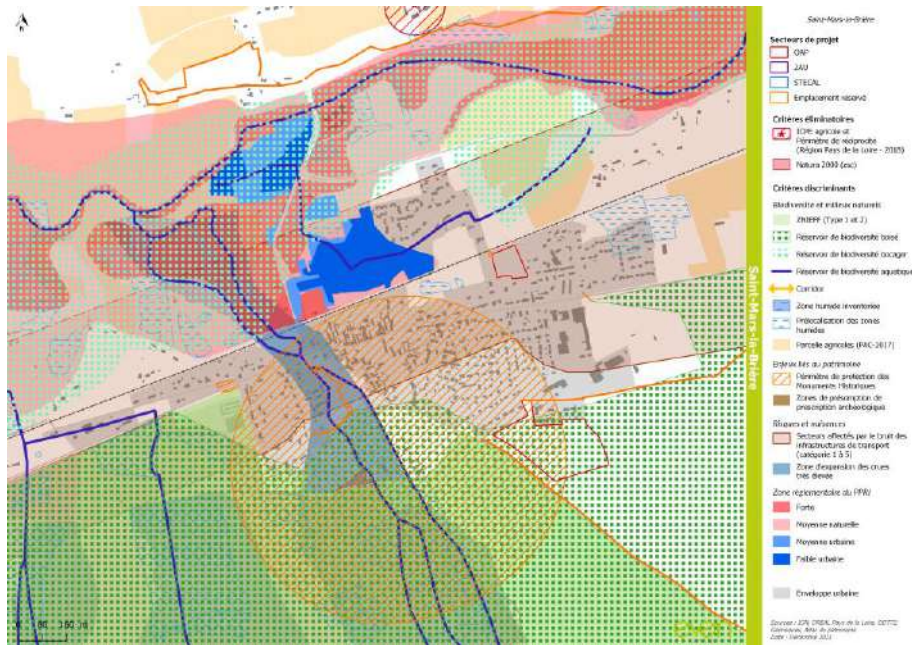 Saint-Mars-la-Brière
Secteurs de projet
OAP
2AU
STECAL
Emplacement réservé
Critères éliminatoires
ICPE agricole et
Périmètre de réciprocité
(Région Pays de la Loire - 2015)
Natura 2000 (zsc)
Critères discriminants
Biodiversité et milieux naturels
ZNIEFF (Type 1 et 2)
Réservoir de biodiversité boisé
Réservoir de biodiversité bocager
Réservoir de biodiversité aquatique
Corridor
Zone humide inventoriée
Prélocalisation des zones
humides
Parcelle agricoles (PAC-2017)
Enjeux liés au patrimoine
Périmètre de protection des
Monuments Historiques
Zones de présomption de
prescription archéologique
Risques et nuisances
Secteurs affectés par le bruit des
infrastructures de transport
(catégorie 1 à 5)
Zone d'expansion des crues
très élevée
Zone réglementaire du PPRI
Forte
Moyenne naturelle
Moyenne urbaine
Faible urbaine
Enveloppe urbaine
Saint-Mars-la-Brière
even